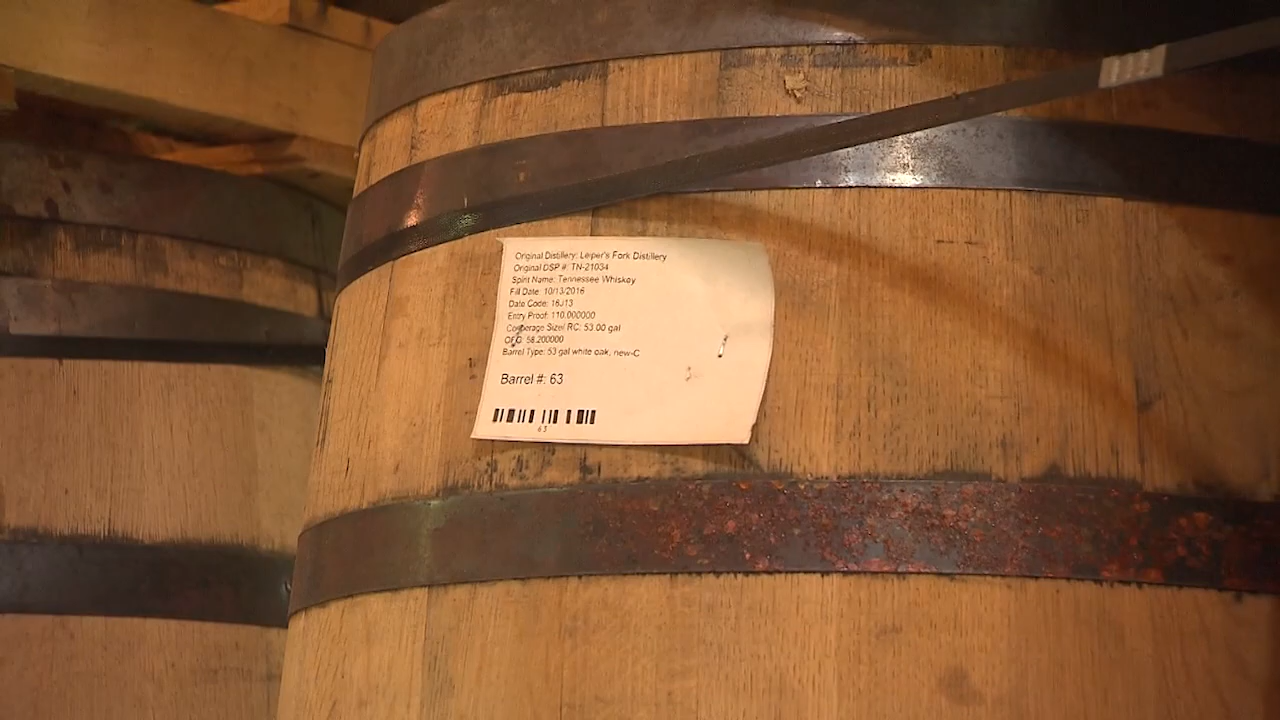 Original Distillery: Leiper's Fork Distillery
Original DSP #: TN-21034
Spirit Name: Tennessee Whiskey
Fill Date: 10/13/2016
Date Code: 16J13
Entry Proof: 110.000000
Cooperage Size/ RC: 53.00 gal
OPG: 58.200000
Barrel Type: 53 gal white oak, new-C
Barrel #: 63
63